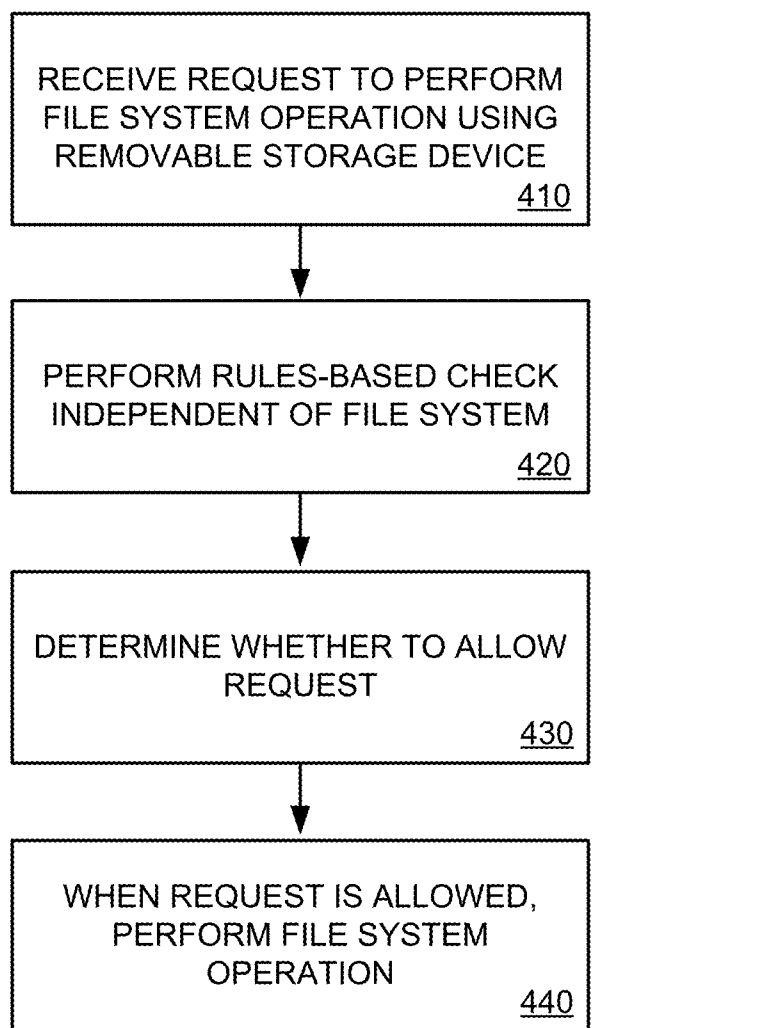 RECEIVE REQUEST TO PERFORM
FILE SYSTEM OPERATION USING
REMOVABLE STORAGE DEVICE
410
PERFORM RULES-BASED CHECK
INDEPENDENT OF FILE SYSTEM
420
DETERMINE WHETHER TO ALLOW
REQUEST
430
WHEN REQUEST IS ALLOWED,
PERFORM FILE SYSTEM
OPERATION
440